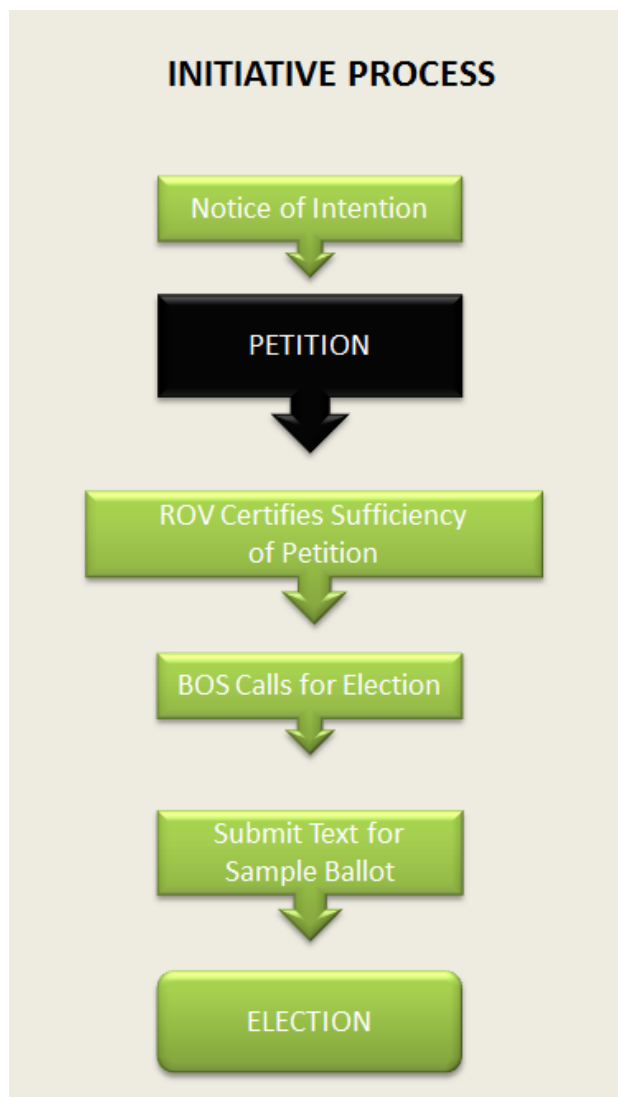 INITIATIVE PROCESS
Notice of Intention
PETITION
ROV Certifies Sufficiency
of Petition
BOS Calls for Election
Submit Text for
Sample Ballot
ELECTION